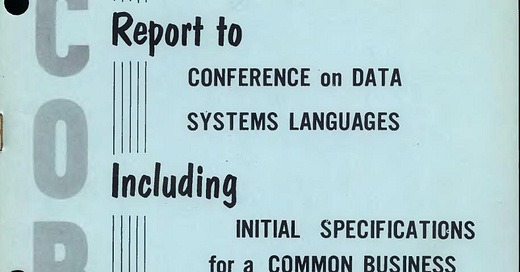 C
O
B
Report to
CONFERENCE on DATA
SYSTEMS LANGUAGES
Including
INITIAL SPECIFICATIONS
for a COMMON BUSINESS